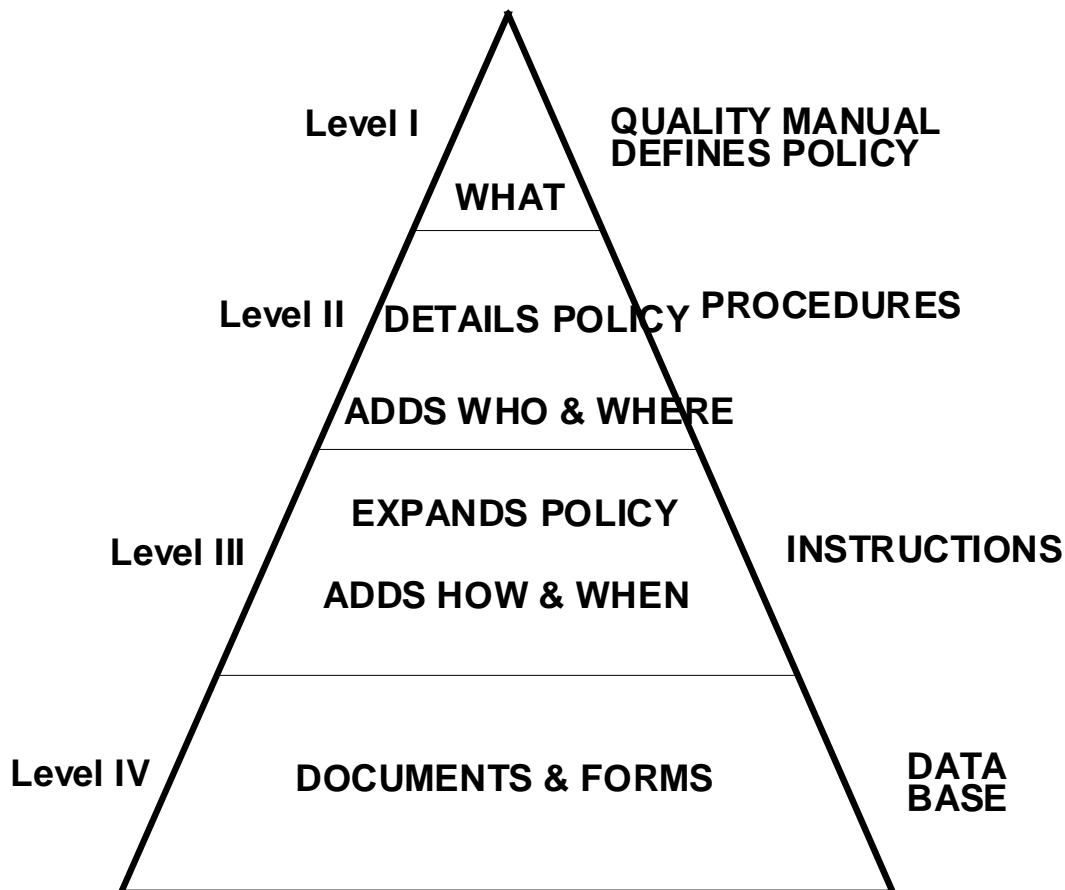 Level I
QUALITY MANUAL
DEFINES POLICY
WHAT
Level II
DETAILS POLICY
PROCEDURES
ADDS WHO & WHERE
EXPANDS POLICY
Level III
INSTRUCTIONS
ADDS HOW & WHEN
Level IV
DOCUMENTS & FORMS
DATA
BASE